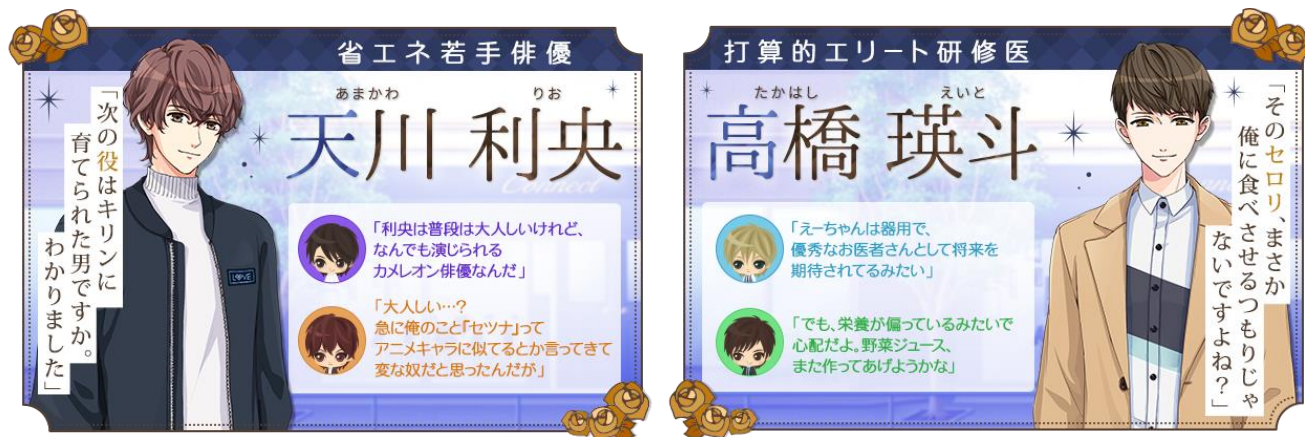 省エネ若手俳優
あまかわ りお
天川 利央
「次の役はキリンに
育てられた男ですか。
わかりました」
LOVE
「利央は普段は大人しいけれど、
なんでも演じられる
カメレオン俳優なんだ」
「大人しい…?
急に俺のこと「セツナ」って
アニメキャラに似てるとか言ってきて
変な奴だと思ったんだが」
Connect
打算的エリート研修医
たかはし えいと
高橋 瑛斗
「そのセロリ、まさか
俺に食べさせるつもりじゃ
ないですよね?」
「えーちゃんは器用で、
優秀なお医者さんとして将来を
期待されてるみたい」
「でも、栄養が偏っているみたいで
心配だよ。野菜ジュース、
また作ってあげようかな」